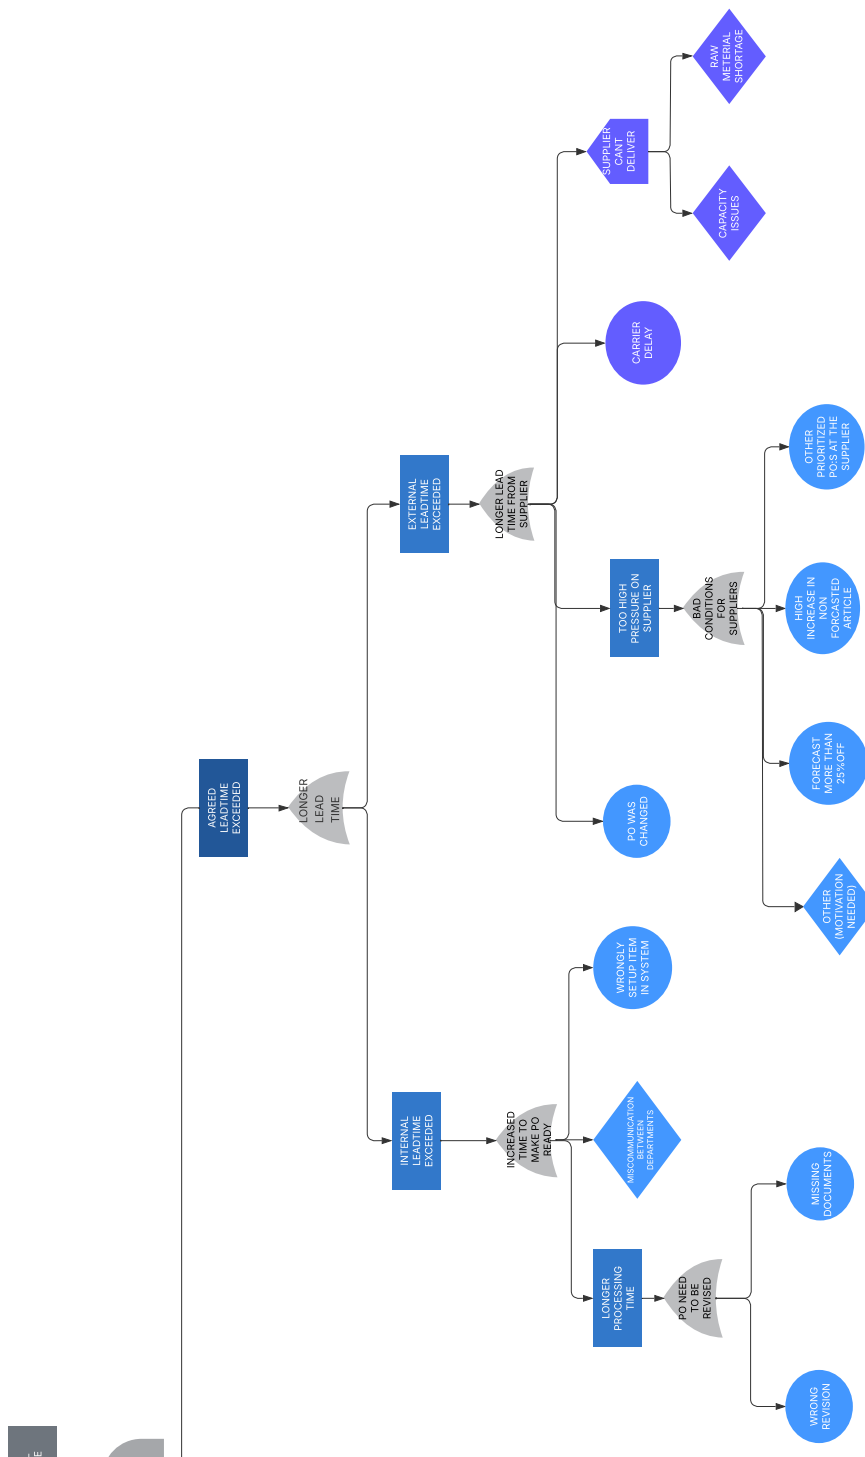 AGREED
LEADTIME
EXCEEDED
LONGER
LEAD
TIME
INTERNAL
LEADTIME
EXCEEDED
EXTERNAL
LEADTIME
EXCEEDED
INCREASED
TIME TO
MAKE PO
READY
LONGER LEAD
TIME FROM
SUPPLIER
LONGER
PROCESSING
TIME
MISCOMMUNICATION
BETWEEN
DEPARTMENTS
WRONGLY
SETUP ITEM
IN SYSTEM
PO WAS
CHANGED
TOO HIGH
PRESSURE ON
SUPPLIER
CARRIER
DELAY
SUPPLIER
CANT
DELIVER
PO NEED
TO BE
REVISED
BAD
CONDITIONS
FOR
SUPPLIERS
CAPACITY
ISSUES
RAW
METERIAL
SHORTAGE
WRONG
REVISION
MISSING
DOCUMENTS
OTHER
(MOTIVATION
NEEDED)
FORECAST
MORE THAN
25%OFF
HIGH
INCREASE IN
NON
FORCASTED
ARTICLE
OTHER
PRIORITIZED
PO:S AT THE
SUPPLIER